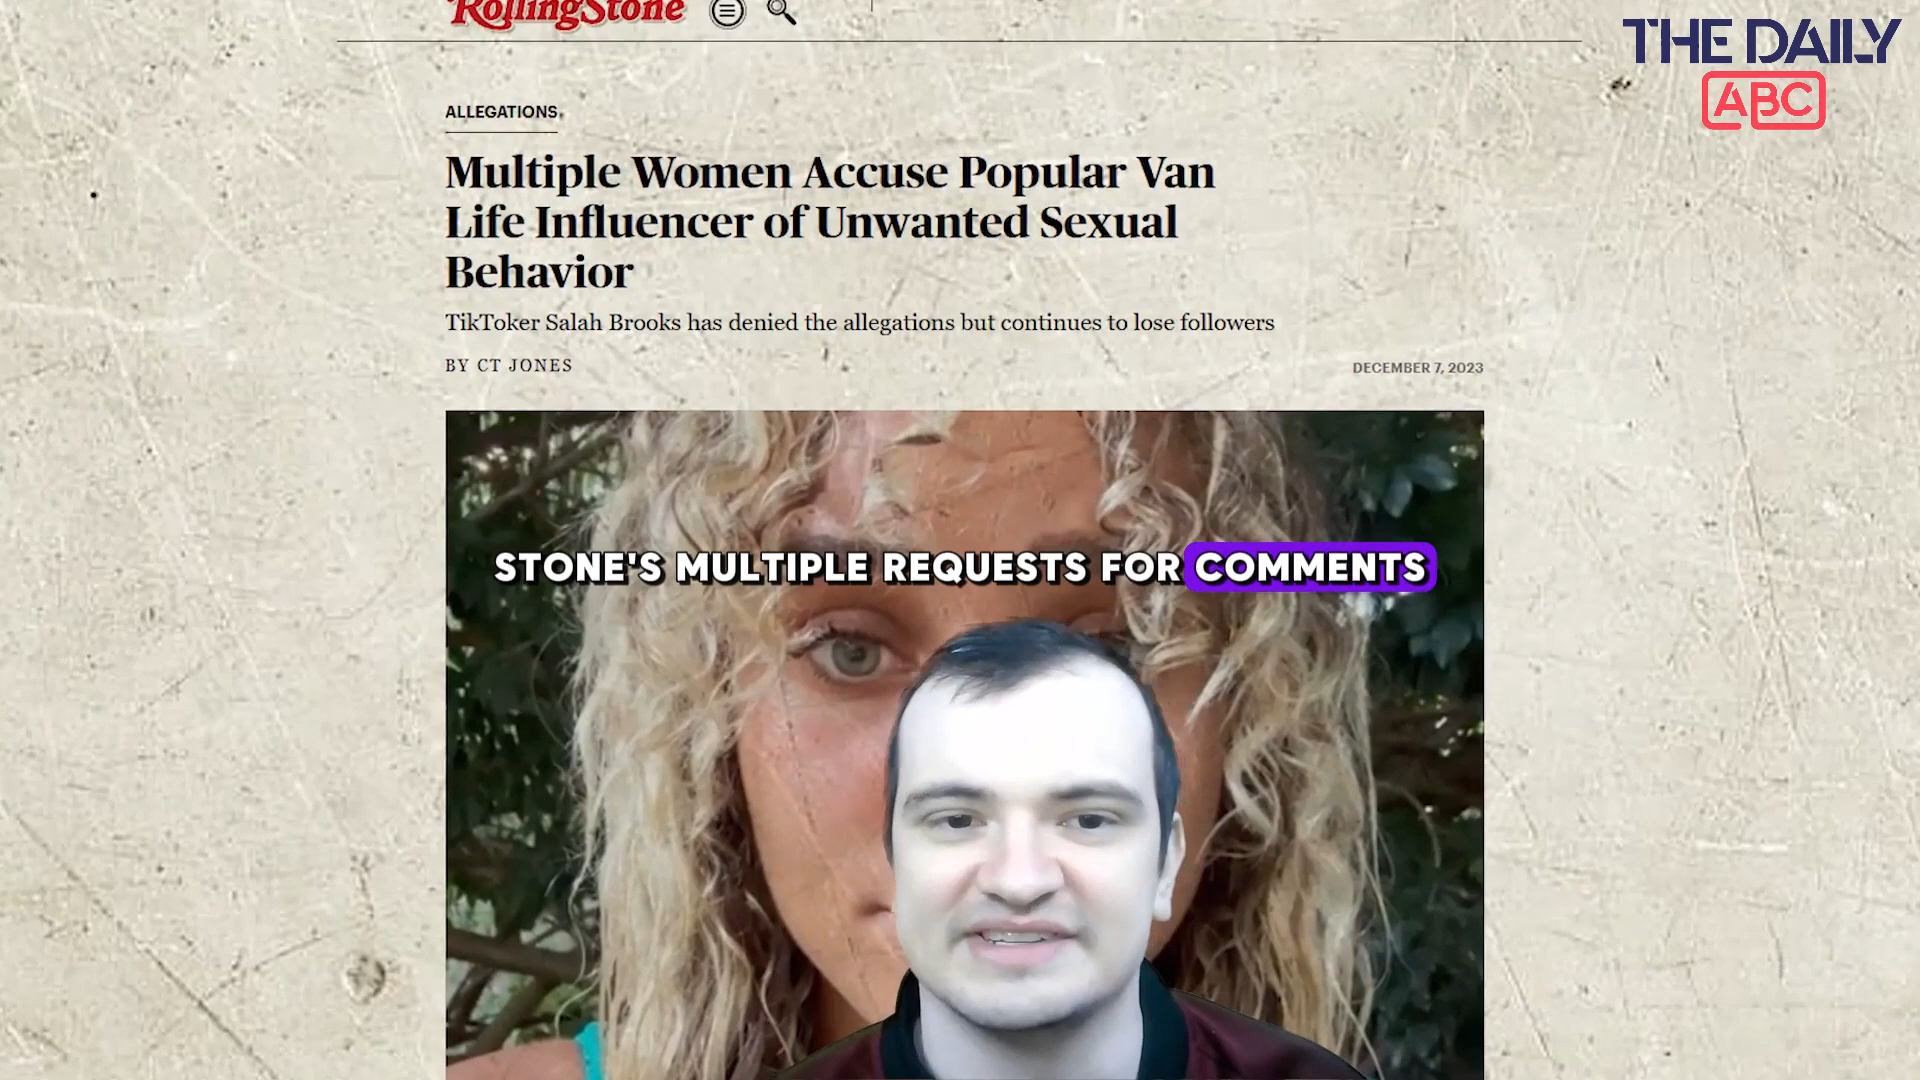 RollingStone
THE DAILY
ABC
ALLEGATIONS
Multiple Women Accuse Popular Van
Life Influencer of Unwanted Sexual
Behavior
TikToker Salah Brooks has denied the allegations but continues to lose followers
BY CT JONES
DECEMBER 7, 2023
STONE'S MULTIPLE REQUESTS FOR COMMENTS